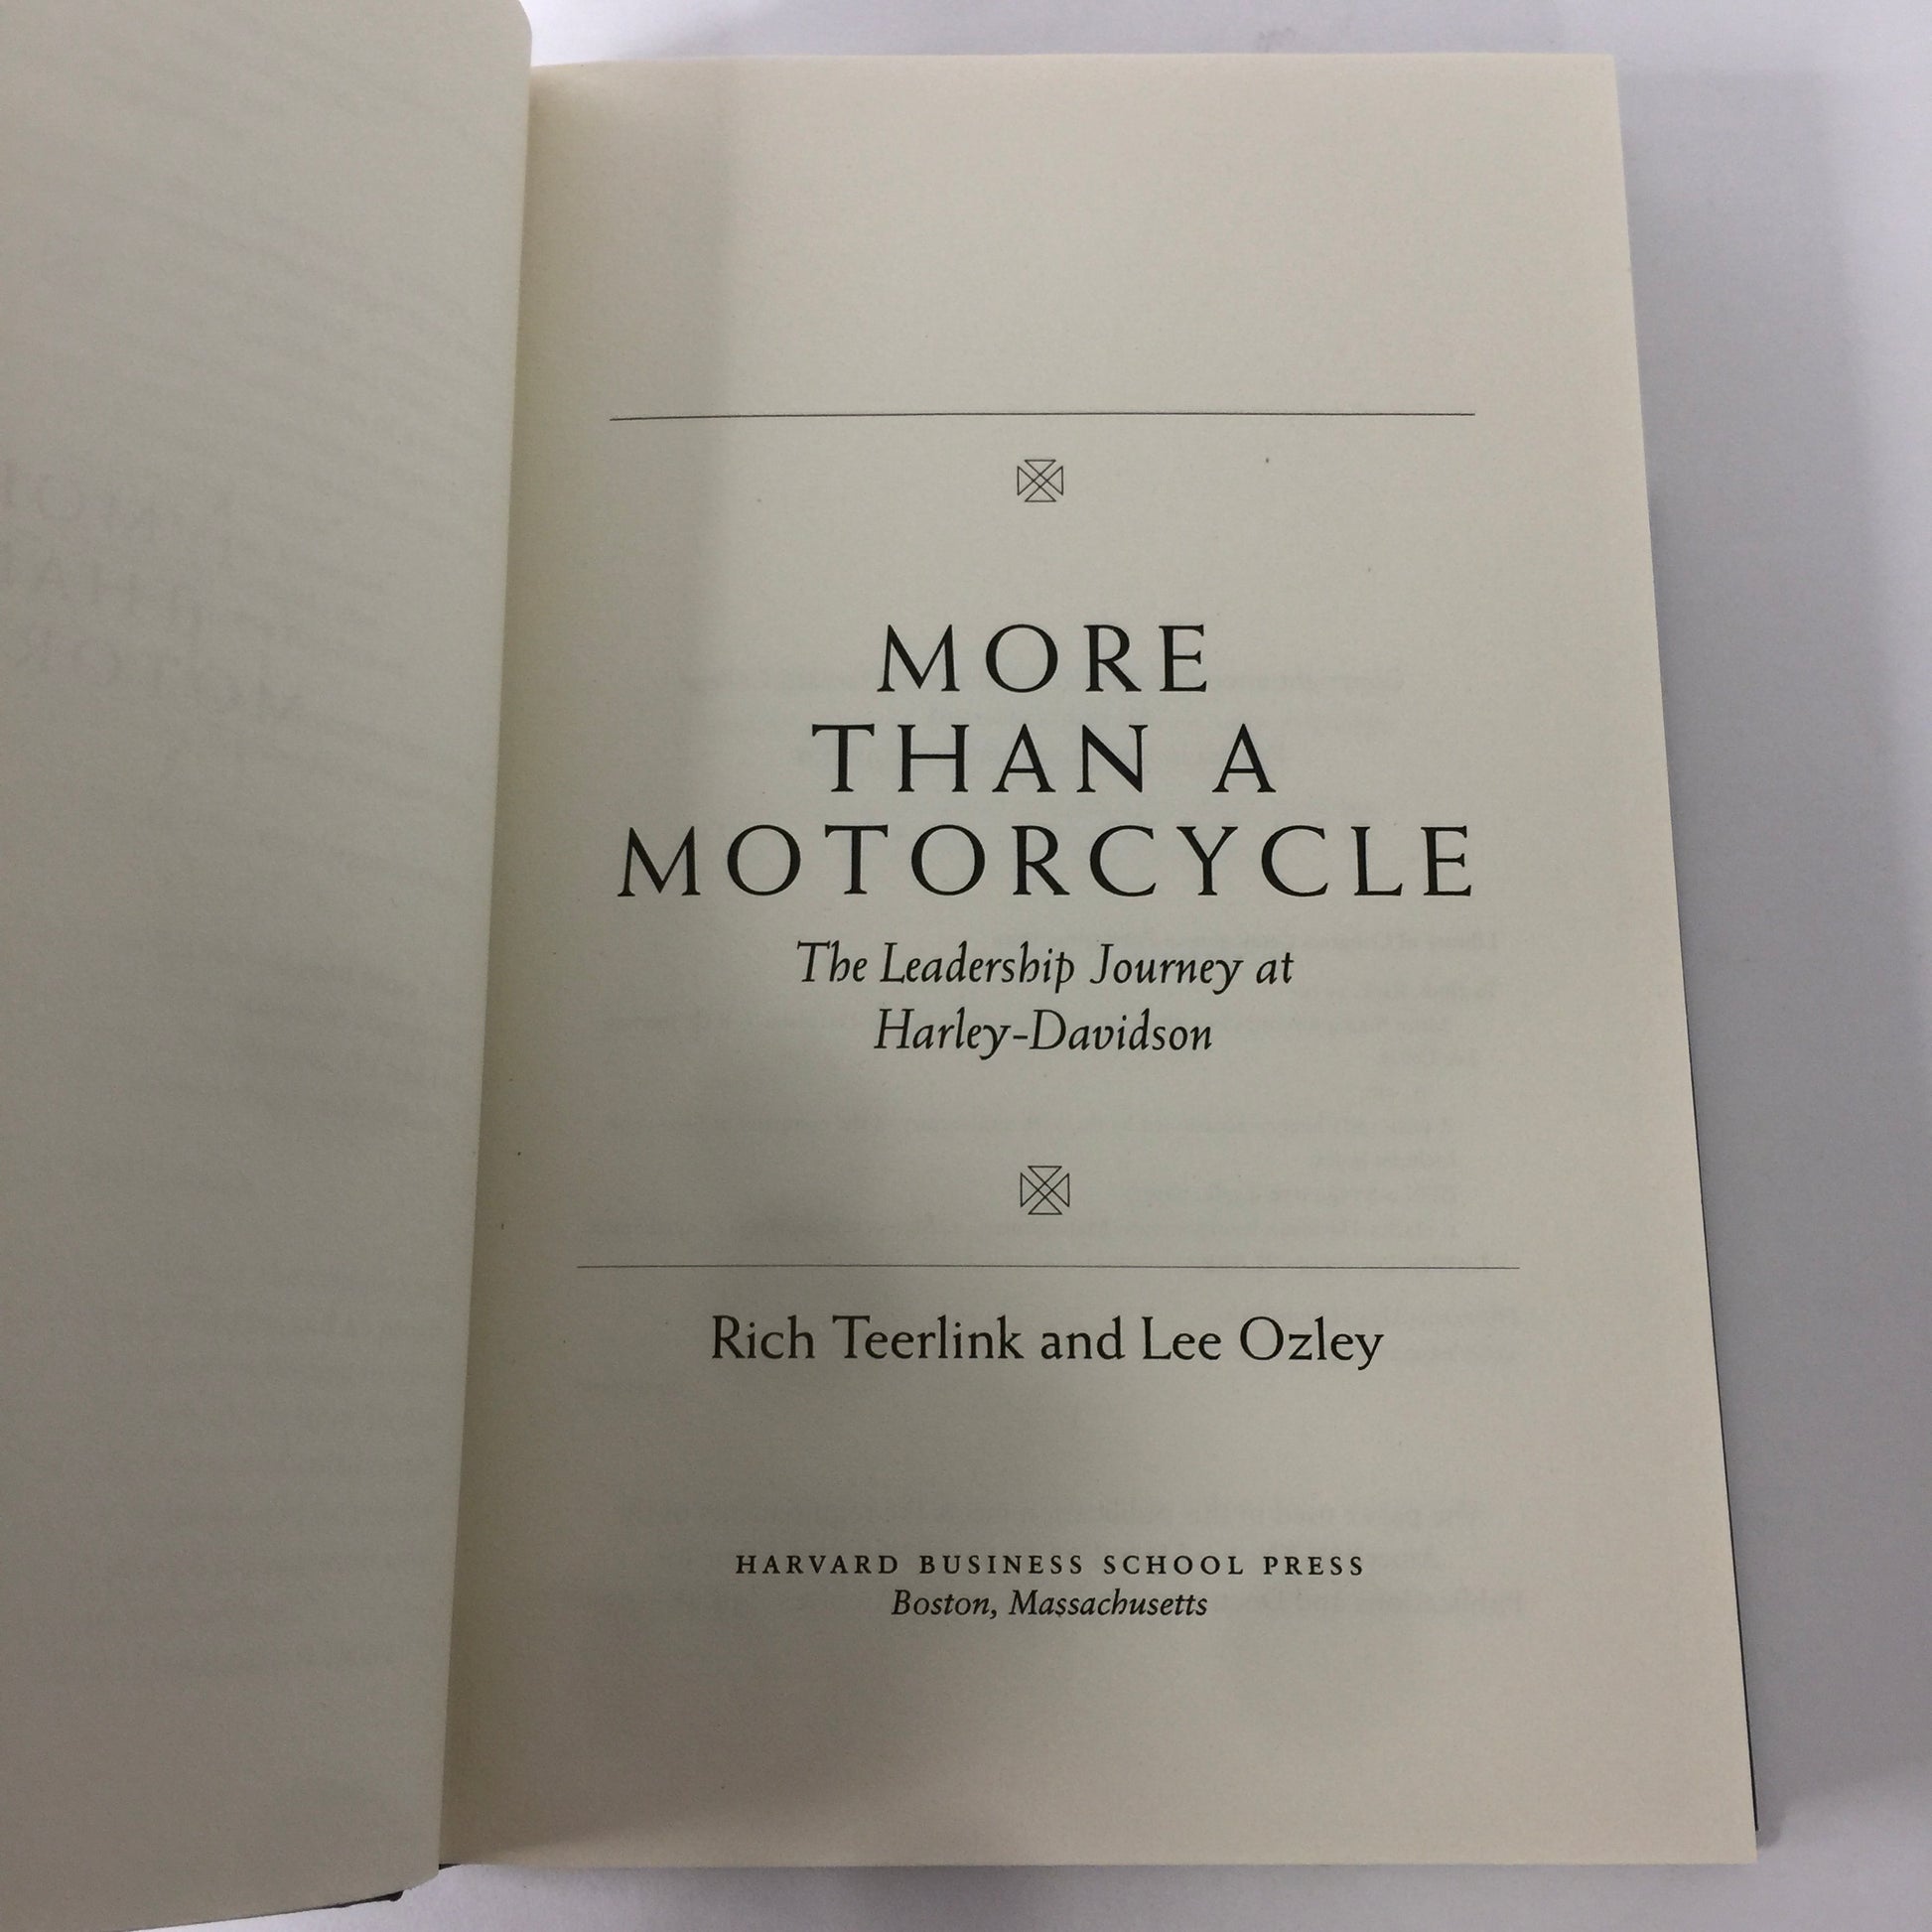 MORE
THAN A
MOTORCYCLE
The Leadership Journey at
Harley-Davidson
Rich Teerlink and Lee Ozley
HARVARD BUSINESS SCHOOL PRESS
Boston, Massachusetts